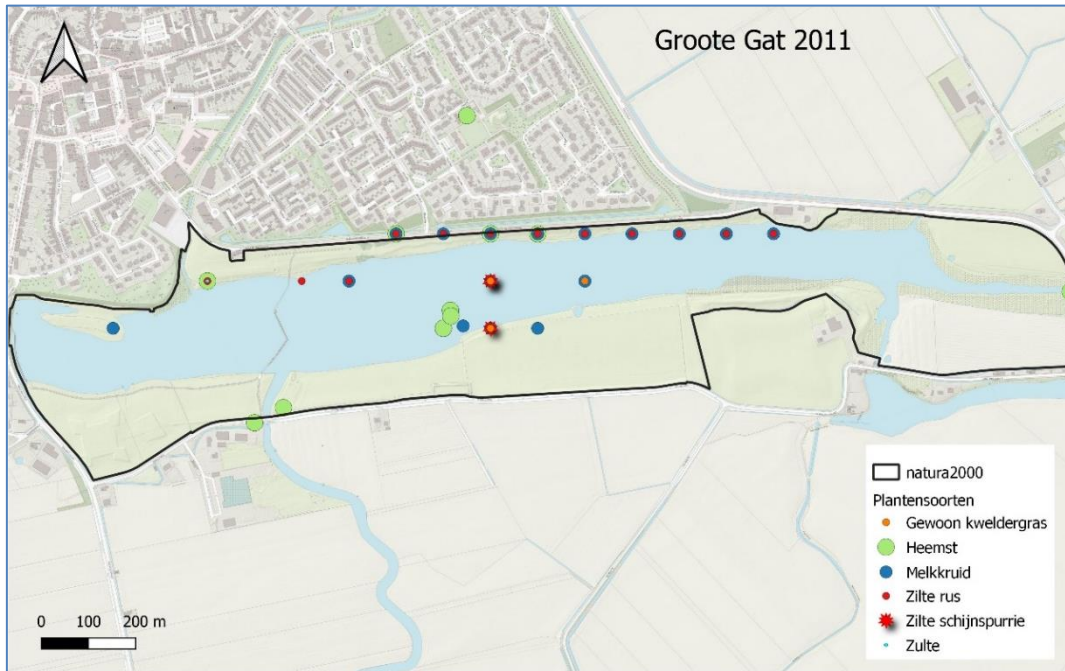 Groote Gat 2011
natura2000
Plantensoorten
Gewoon kweldergras
Heemst
Melkkruid
Zilte rus
Zilte schijnspurrie
Zulte
0 100 200 m